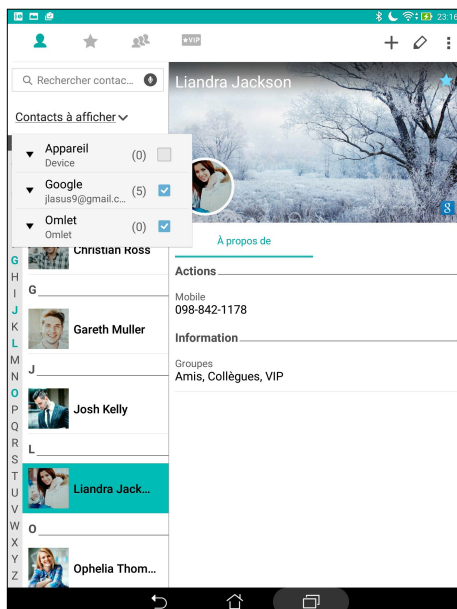 23:16
★VIP
Rechercher contac...
Contacts à afficher
Appareil
Device
(0)
Google
jlasus9@gmail.c...
(5)
Omlet
Omlet
(0)
Christian Ross
G
Gareth Muller
J
Josh Kelly
L
Liandra Jack...
O
Ophelia Thom...
G
H
I
J
K
L
M
N
O
P
Q
R
S
T
U
V
W
X
Y
Z
Liandra Jackson
8
À propos de
Actions
Mobile
098-842-1178
Information
Groupes
Amis, Collègues, VIP